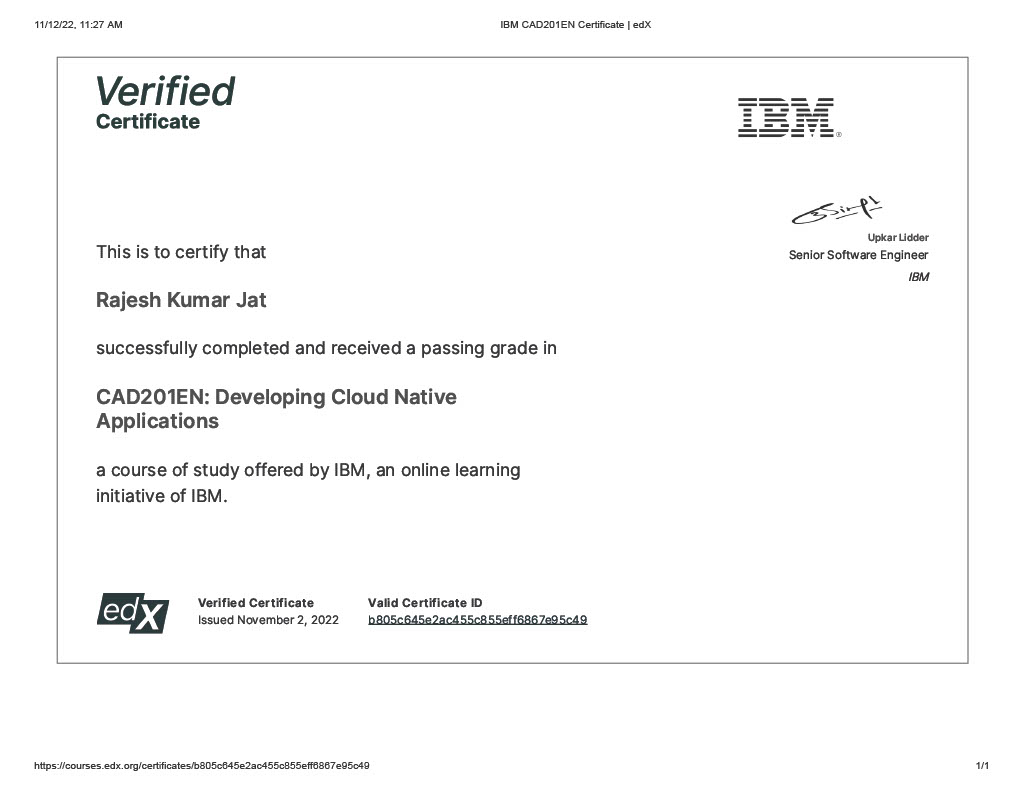 11/12/22, 11:27 AM
IBM CAD201EN Certificate | edX
Verified
Certificate
IBM®
Upkar Lidder
Senior Software Engineer
IBM
This is to certify that
Rajesh Kumar Jat
successfully completed and received a passing grade in
CAD201EN: Developing Cloud Native
Applications
a course of study offered by IBM, an online learning
initiative of IBM.
edX
Verified Certificate
Issued November 2, 2022
Valid Certificate ID
b805c645e2ac455c855eff6867e95c49
https://courses.edx.org/certificates/b805c645e2ac455c855eff6867e95c49
1/1